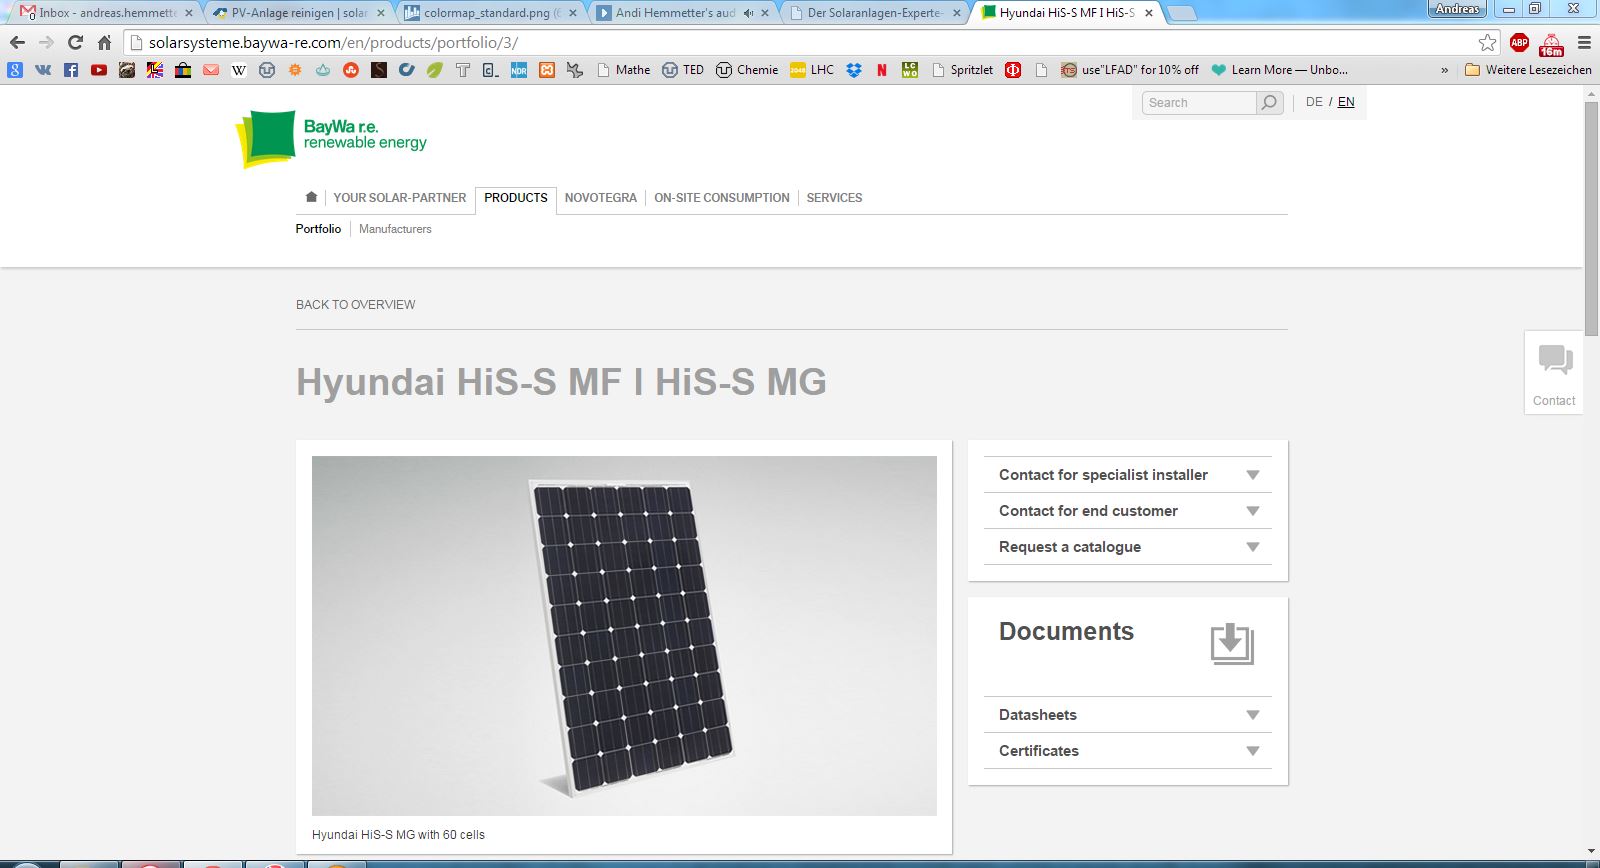 Inbox - andreas.hemmette
PV-Anlage reinigen | solar
colormap_standard.png (6
Andi Hemmetter's aud
Der Solaranlagen-Experte-
Hyundai HiS-S MF I HiS-S
Andreas
solarsysteme.baywa-re.com/en/products/portfolio/3/
ABP
16m
Mathe
TED
Chemie
LHC
Spritzlet
use"LFAD" for 10% off
Learn More — Unbo...
»
Weitere Lesezeichen
Search
DE / EN
BayWa r.e.
renewable energy
YOUR SOLAR-PARTNER
PRODUCTS
NOVOTEGRA
ON-SITE CONSUMPTION
SERVICES
Portfolio
Manufacturers
BACK TO OVERVIEW
Contact
Hyundai HiS-S MF I HiS-S MG
Contact for specialist installer
Contact for end customer
Request a catalogue
Documents
Datasheets
Certificates
Hyundai HiS-S MG with 60 cells